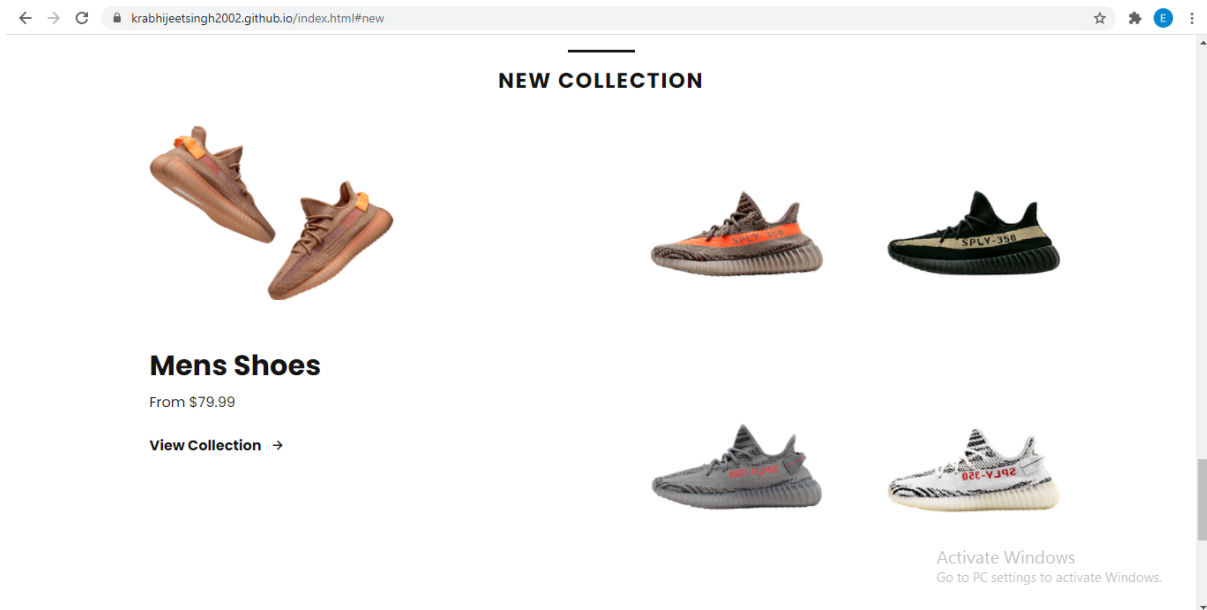 krabhijeetsingh2002.github.io/index.html#new
E
NEW COLLECTION
SPLY-350
SPLY-350
Mens Shoes
From $79.99
View Collection →
SPLY-350
SPLY-350
Activate Windows
Go to PC settings to activate Windows.